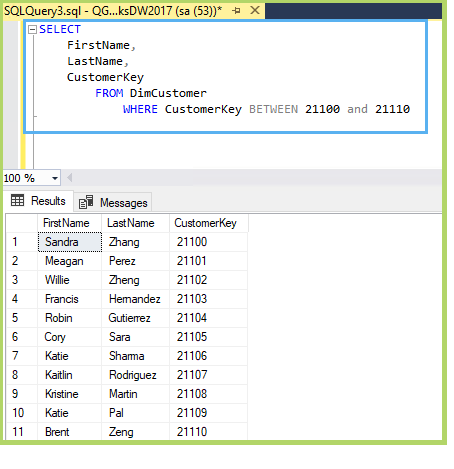 SQLQuery3.sql - QG...ksDW2017 (sa (53))*
SELECT
FirstName,
LastName,
CustomerKey
FROM DimCustomer
WHERE CustomerKey BETWEEN 21100 and 21110
100 %
Results Messages
FirstName LastName CustomerKey
1 Sandra Zhang 21100
2 Meagan Perez 21101
3 Willie Zheng 21102
4 Francis Hernandez 21103
5 Robin Gutierrez 21104
6 Cory Sara 21105
7 Katie Sharma 21106
8 Kaitlin Rodriguez 21107
9 Kristine Martin 21108
10 Katie Pal 21109
11 Brent Zeng 21110